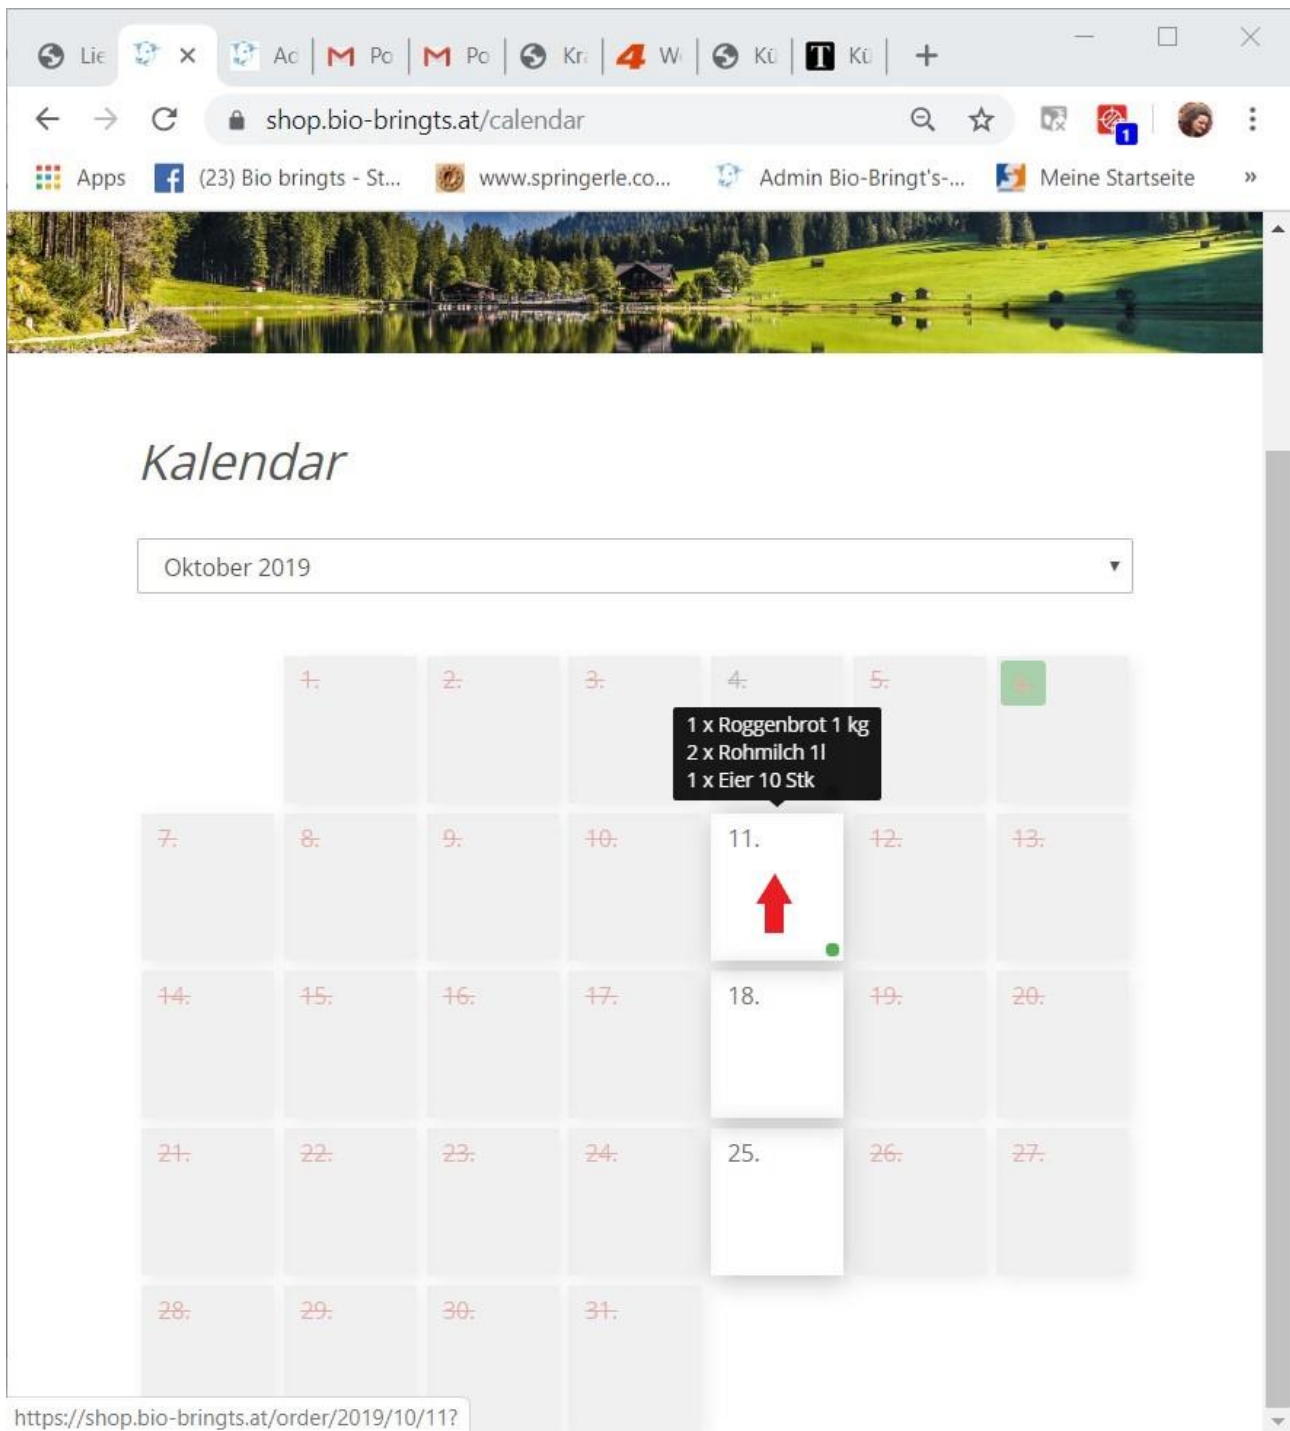 Lie
Ad
Po
Po
Kr
4 W
Kü
T Kü
shop.bio-bringts.at/calendar
1
Apps
(23) Bio bringts - St...
www.springerle.co...
Admin Bio-Bringt's-...
Meine Startseite
»
Kalendar
Oktober 2019
1. 2. 3. 4. 5.
1 x Roggenbrot 1 kg
2 x Rohmilch 1l
1 x Eier 10 Stk
7. 8. 9. 10. 11. 12. 13.
14. 15. 16. 17. 18. 19. 20.
21. 22. 23. 24. 25. 26. 27.
28. 29. 30. 31.
https://shop.bio-bringts.at/order/2019/10/11?